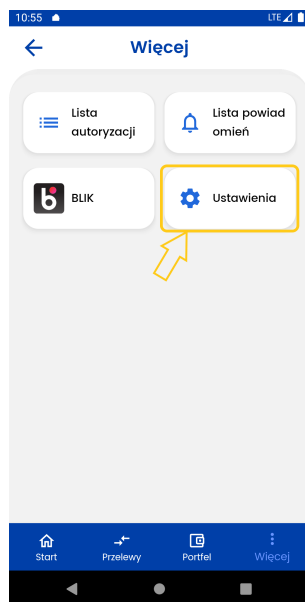 10:55 LTE
Więcej
Lista
autoryzacji
Lista powiad
omień
BLIK
Ustawienia
Start Przelewy Portfel Więcej